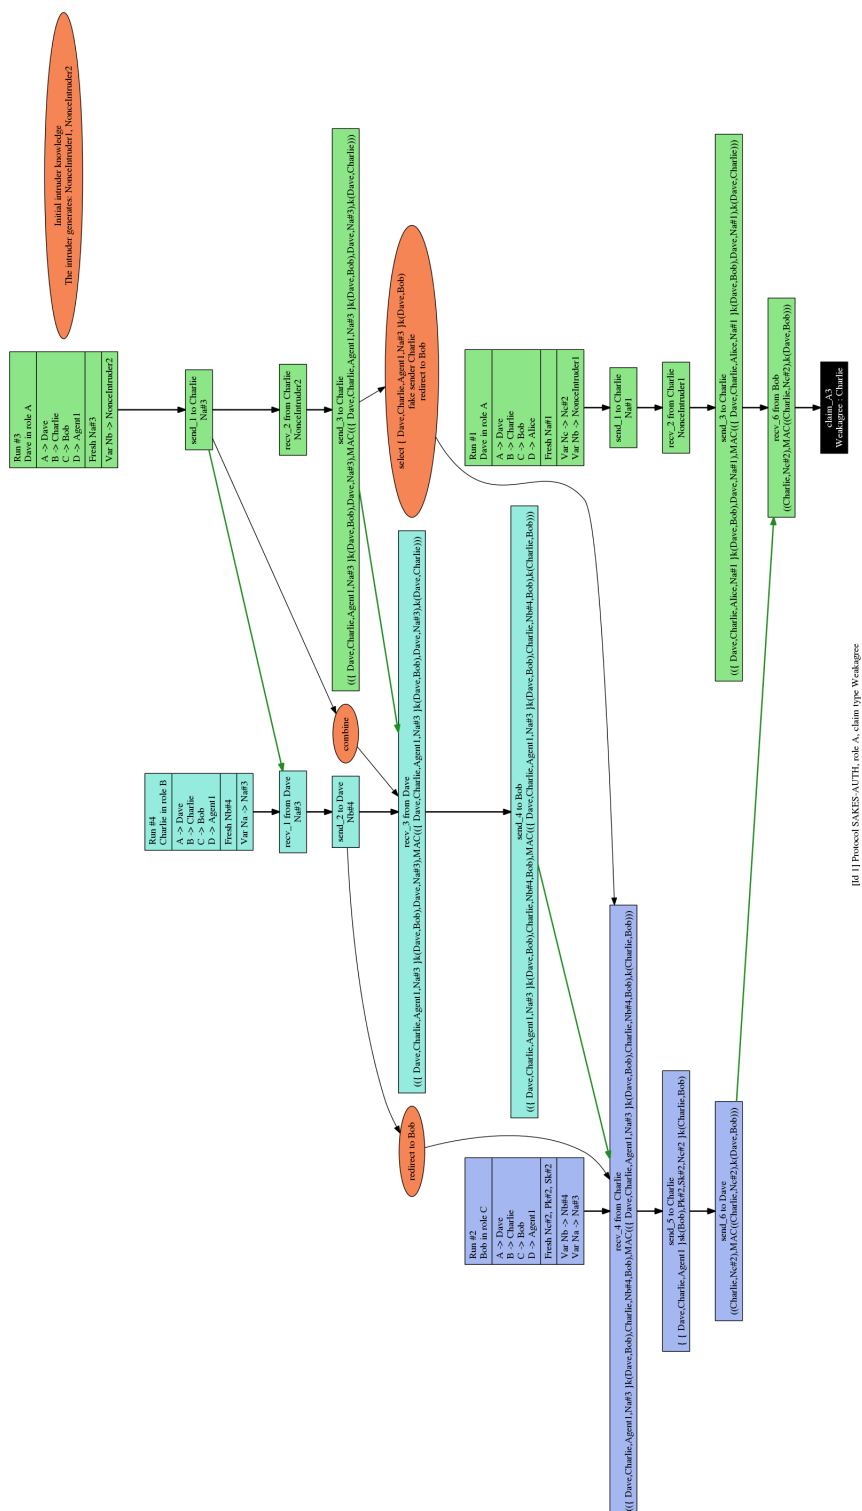 Initial intruder knowledge
The intruder generates: NonceIntruder1, NonceIntruder2
Run #3
Dave in role A
A -> Dave
B -> Charlie
C -> Bob
D -> Agent1
Fresh Na#3
Var Nb -> NonceIntruder2
send_1 to Charlie
Na#3
recv_2 from Charlie
NonceIntruder2
send_3 to Charlie
(({ Dave,Charlie,Agent1,Na#3 }k(Dave,Bob),Dave,Na#3),MAC(({ Dave,Charlie,Agent1,Na#3 }k(Dave,Bob),Dave,Na#3),k(Dave,Charlie)))
select { Dave,Charlie,Agent1,Na#3 }k(Dave,Bob)
fake sender Charlie
redirect to Bob
Run #1
Dave in role A
A -> Dave
B -> Charlie
C -> Bob
D -> Alice
Fresh Na#1
Var Nc -> Nc#2
Var Nb -> NonceIntruder1
send_1 to Charlie
Na#1
recv_2 from Charlie
NonceIntruder1
send_3 to Charlie
(({ Dave,Charlie,Alice,Na#1 }k(Dave,Bob),Dave,Na#1),MAC(({ Dave,Charlie,Alice,Na#1 }k(Dave,Bob),Dave,Na#1),k(Dave,Charlie)))
recv_6 from Bob
((Charlie,Nc#2),MAC((Charlie,Nc#2),k(Dave,Bob)))
claim_A3
Weakagree : Charlie
Run #4
Charlie in role B
A -> Dave
B -> Charlie
C -> Bob
D -> Agent1
Fresh Nb#4
Var Na -> Na#3
recv_1 from Dave
Na#3
send_2 to Dave
Nb#4
combine
recv_3 from Dave
(({ Dave,Charlie,Agent1,Na#3 }k(Dave,Bob),Dave,Na#3),MAC(({ Dave,Charlie,Agent1,Na#3 }k(Dave,Bob),Dave,Na#3),k(Dave,Charlie)))
send_4 to Bob
(({ Dave,Charlie,Agent1,Na#3 }k(Dave,Bob),Charlie,Nb#4,Bob),MAC(({ Dave,Charlie,Agent1,Na#3 }k(Dave,Bob),Charlie,Nb#4,Bob),k(Charlie,Bob)))
redirect to Bob
Run #2
Bob in role C
A -> Dave
B -> Charlie
C -> Bob
D -> Agent1
Fresh Nc#2, Pk#2, Sk#2
Var Nb -> Nb#4
Var Na -> Na#3
recv_4 from Charlie
(({ Dave,Charlie,Agent1,Na#3 }k(Dave,Bob),Charlie,Nb#4,Bob),MAC(({ Dave,Charlie,Agent1,Na#3 }k(Dave,Bob),Charlie,Nb#4,Bob),k(Charlie,Bob)))
send_5 to Charlie
{ { Dave,Charlie,Agent1 }sk(Bob),Pk#2,Sk#2,Nc#2 }k(Charlie,Bob)
send_6 to Dave
((Charlie,Nc#2),MAC((Charlie,Nc#2),k(Dave,Bob)))
[Id 1] Protocol SAKES-AUTH, role A, claim type Weakagree